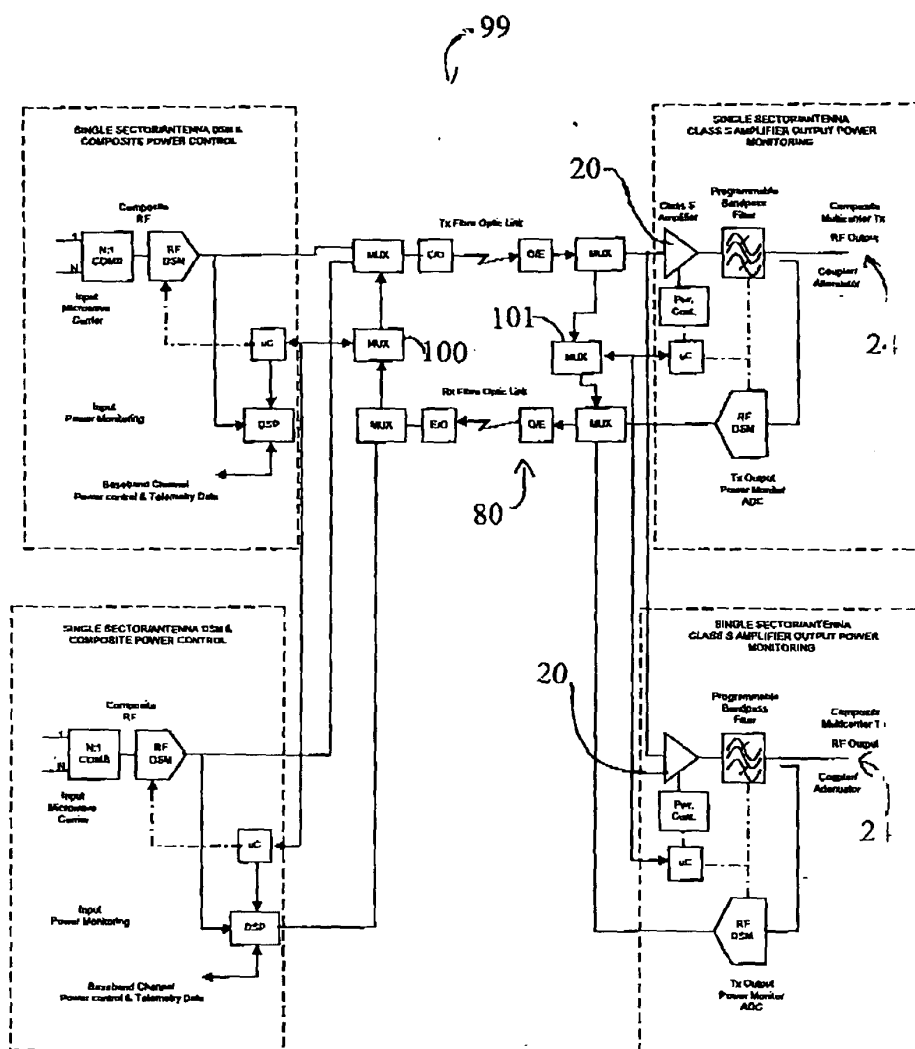 99
SINGLE SECTOR/ANTENNA DSM &
COMPOSITE POWER CONTROL
Composite
RF
1
N
N:1
COMB
RF
DSM
Input
Microwave
Carrier
uC
Input
Power Monitoring
DSP
Baseband Channel
Power control & Telemetry Data
Tx Fibre Optic Link
MUX
E/O
O/E
MUX
MUX
100
101
MUX
Rx Fibre Optic Link
MUX
E/O
O/E
MUX
80
SINGLE SECTOR/ANTENNA
CLASS S AMPLIFIER OUTPUT POWER
MONITORING
20
Class S
Amplifier
Programmable
Bandpass
Filter
Composite
Multicenter Tx
RF Output
Coupler/
Attenuator
Pwr.
Cont.
uC
RF
DSM
Tx Output
Power Monitor
ADC
SINGLE SECTOR/ANTENNA DSM &
COMPOSITE POWER CONTROL
Composite
RF
1
N
N:1
COMB
RF
DSM
Input
Microwave
Carrier
uC
Input
Power Monitoring
DSP
Baseband Channel
Power control & Telemetry Data
SINGLE SECTOR/ANTENNA
CLASS S AMPLIFIER OUTPUT POWER
MONITORING
20
Programmable
Bandpass
Filter
Composite
Multicenter
RF Output
Coupler/
Attenuator
Pwr.
Cont.
uC
RF
DSM
Tx Output
Power Monitor
ADC